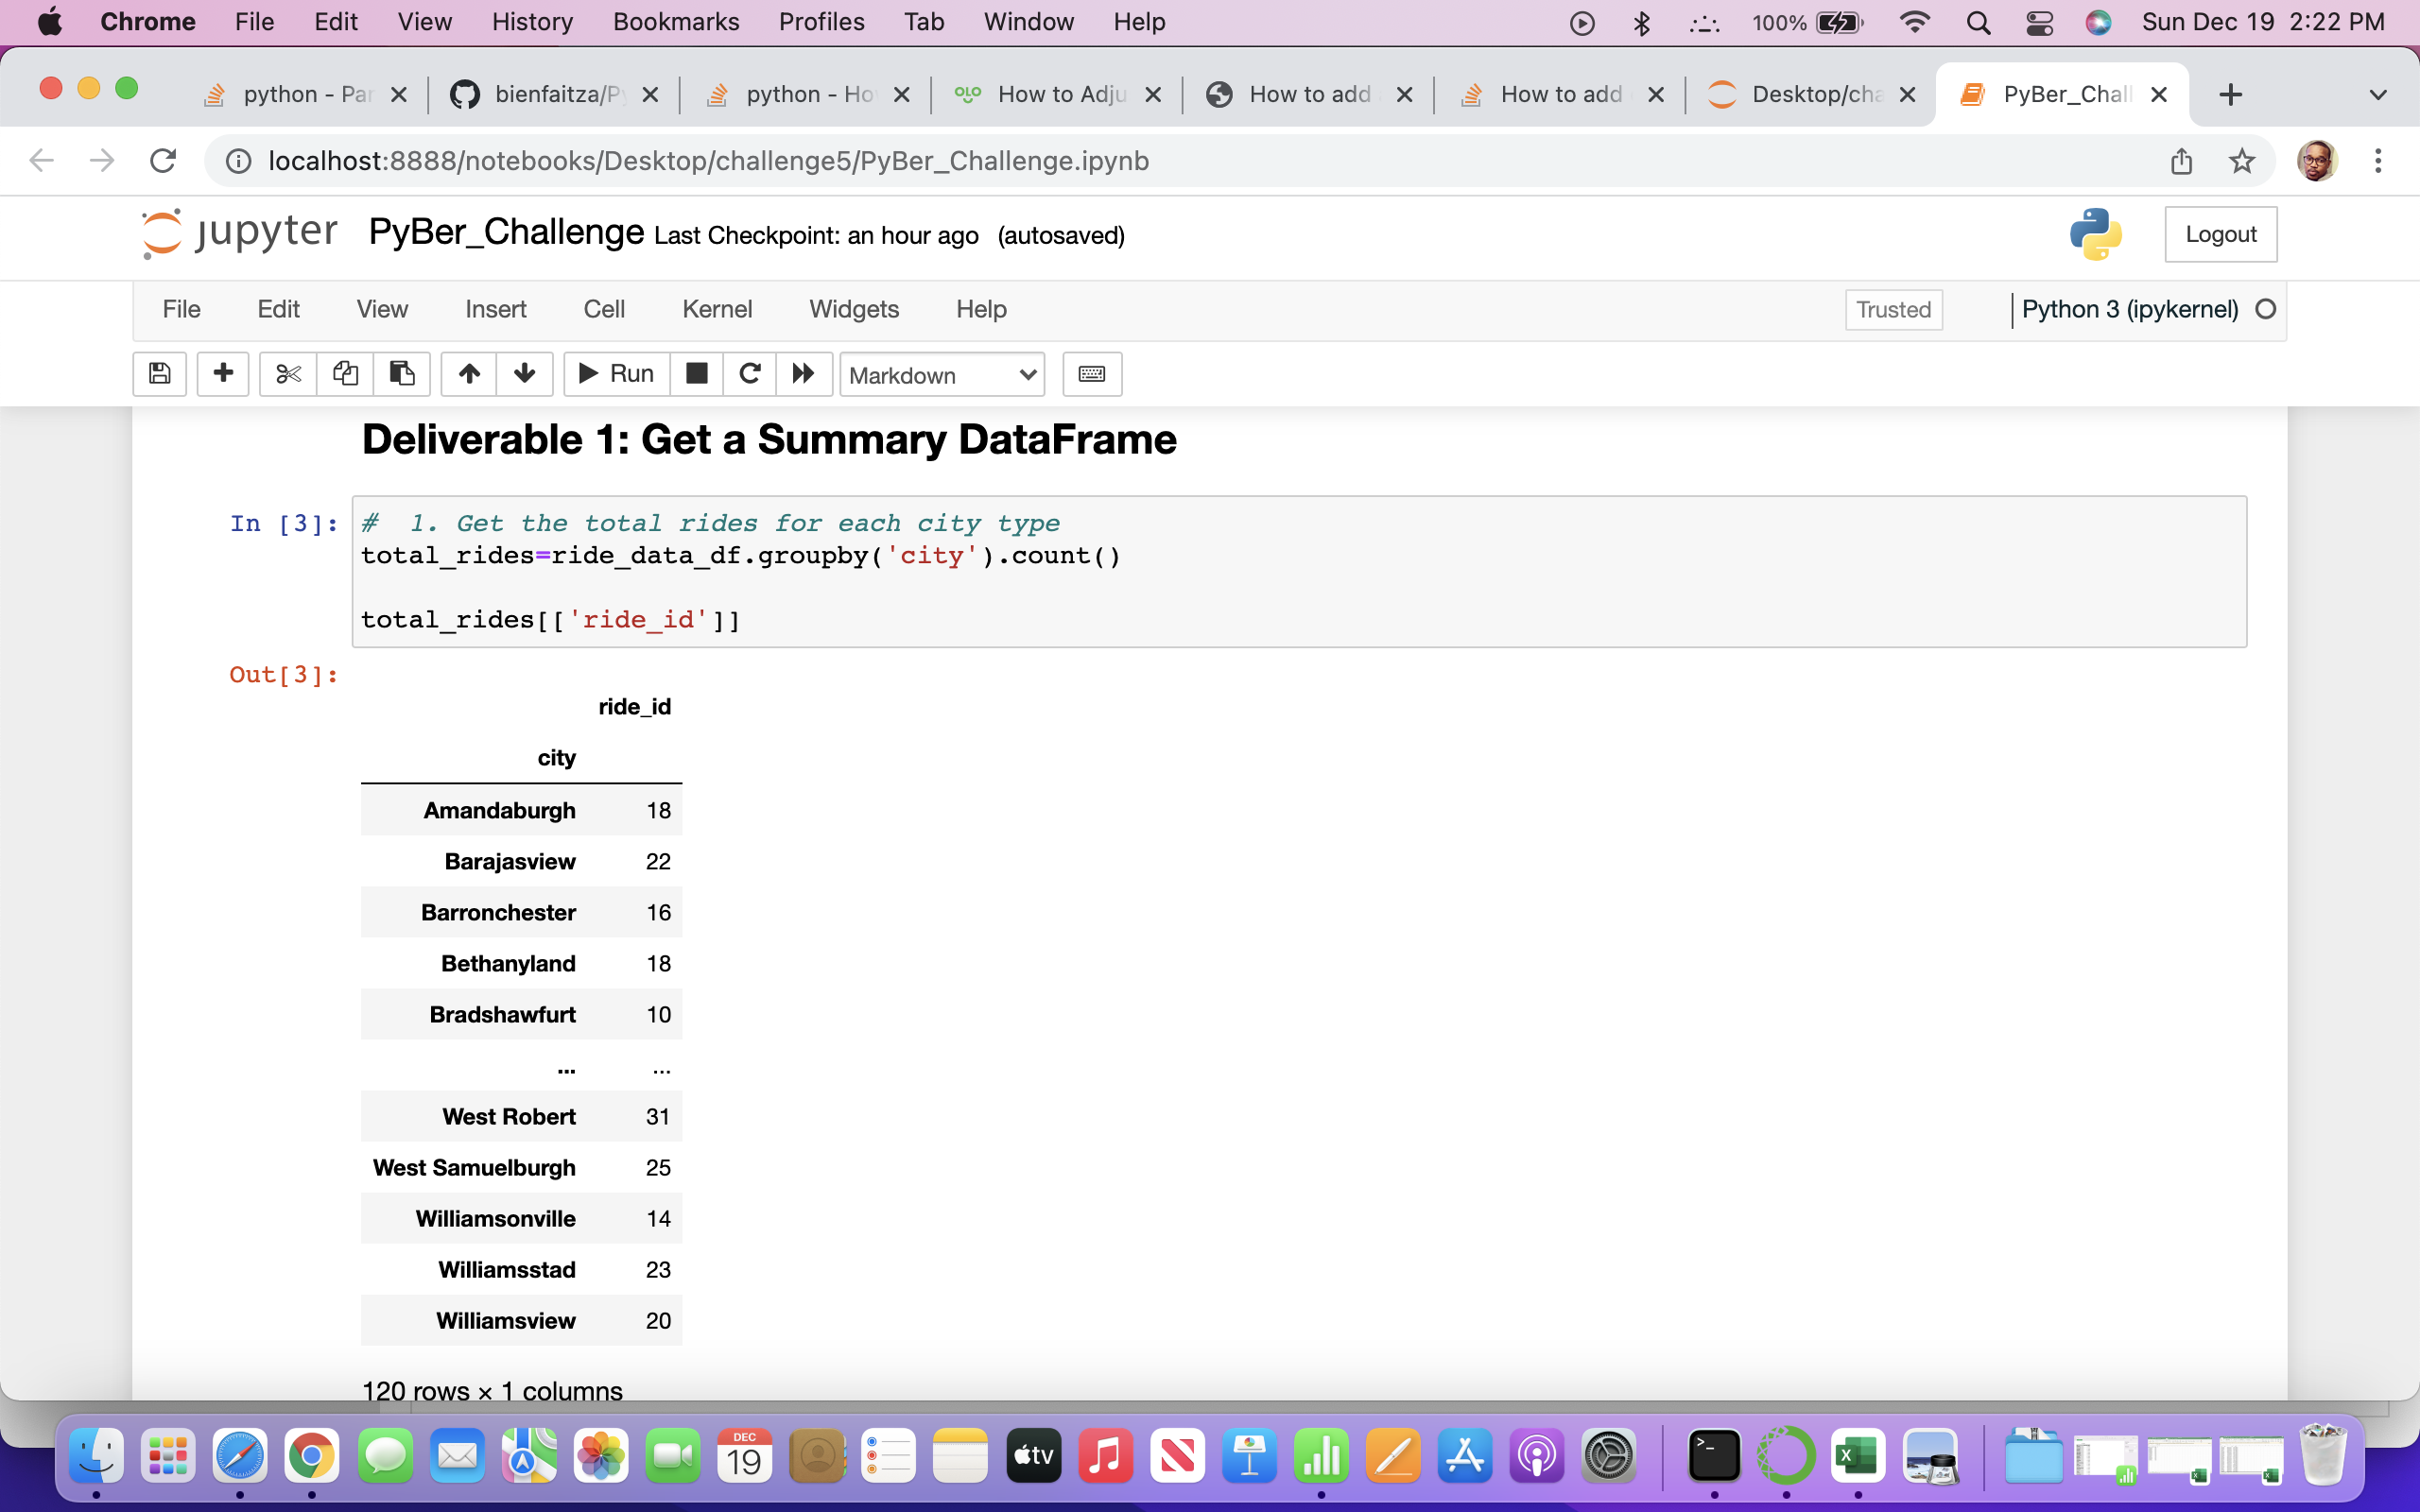 Chrome File Edit View History Bookmarks Profiles Tab Window Help 100% Sun Dec 19 2:22 PM
python - Par bienfaitza/Py python - Ho OLO How to Adju How to add How to add Desktop/cha PyBer_Chall
localhost:8888/notebooks/Desktop/challenge5/PyBer_Challenge.ipynb
jupyter PyBer_Challenge Last Checkpoint: an hour ago (autosaved) Logout
File Edit View Insert Cell Kernel Widgets Help Trusted Python 3 (ipykernel)
Run Markdown
Deliverable 1: Get a Summary DataFrame
In [3]: #  1. Get the total rides for each city type
total_rides=ride_data_df.groupby('city').count()
total_rides[['ride_id']]
Out[3]:
ride_id
city
Amandaburgh 18
Barajasview 22
Barronchester 16
Bethanyland 18
Bradshawfurt 10
... ...
West Robert 31
West Samuelburgh 25
Williamsonville 14
Williamsstad 23
Williamsview 20
120 rows × 1 columns
DEC
19
tv